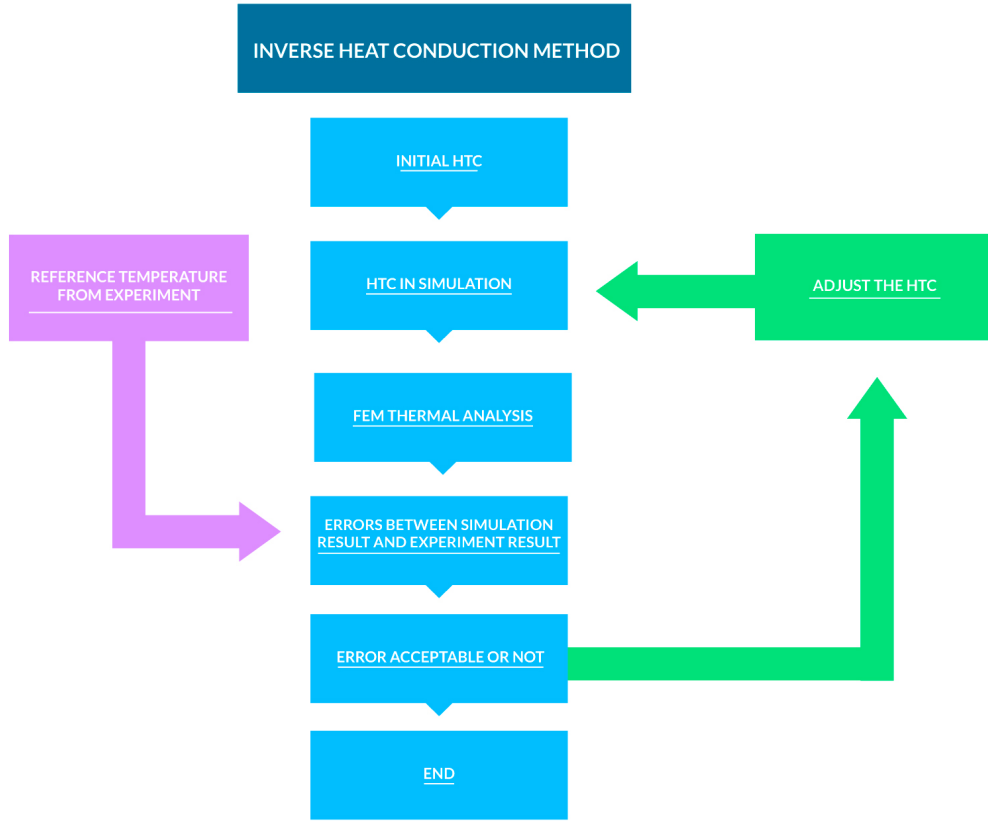 INVERSE HEAT CONDUCTION METHOD
INITIAL HTC
REFERENCE TEMPERATURE
FROM EXPERIMENT
HTC IN SIMULATION
ADJUST THE HTC
FEM THERMAL ANALYSIS
ERRORS BETWEEN SIMULATION
RESULT AND EXPERIMENT RESULT
ERROR ACCEPTABLE OR NOT
END